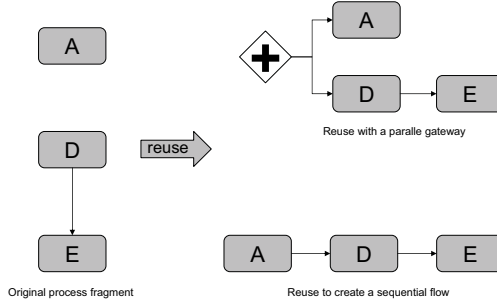 A
A
D
E
D
reuse
Reuse with a paralle gateway
E
A
D
E
Original process fragment
Reuse to create a sequential flow